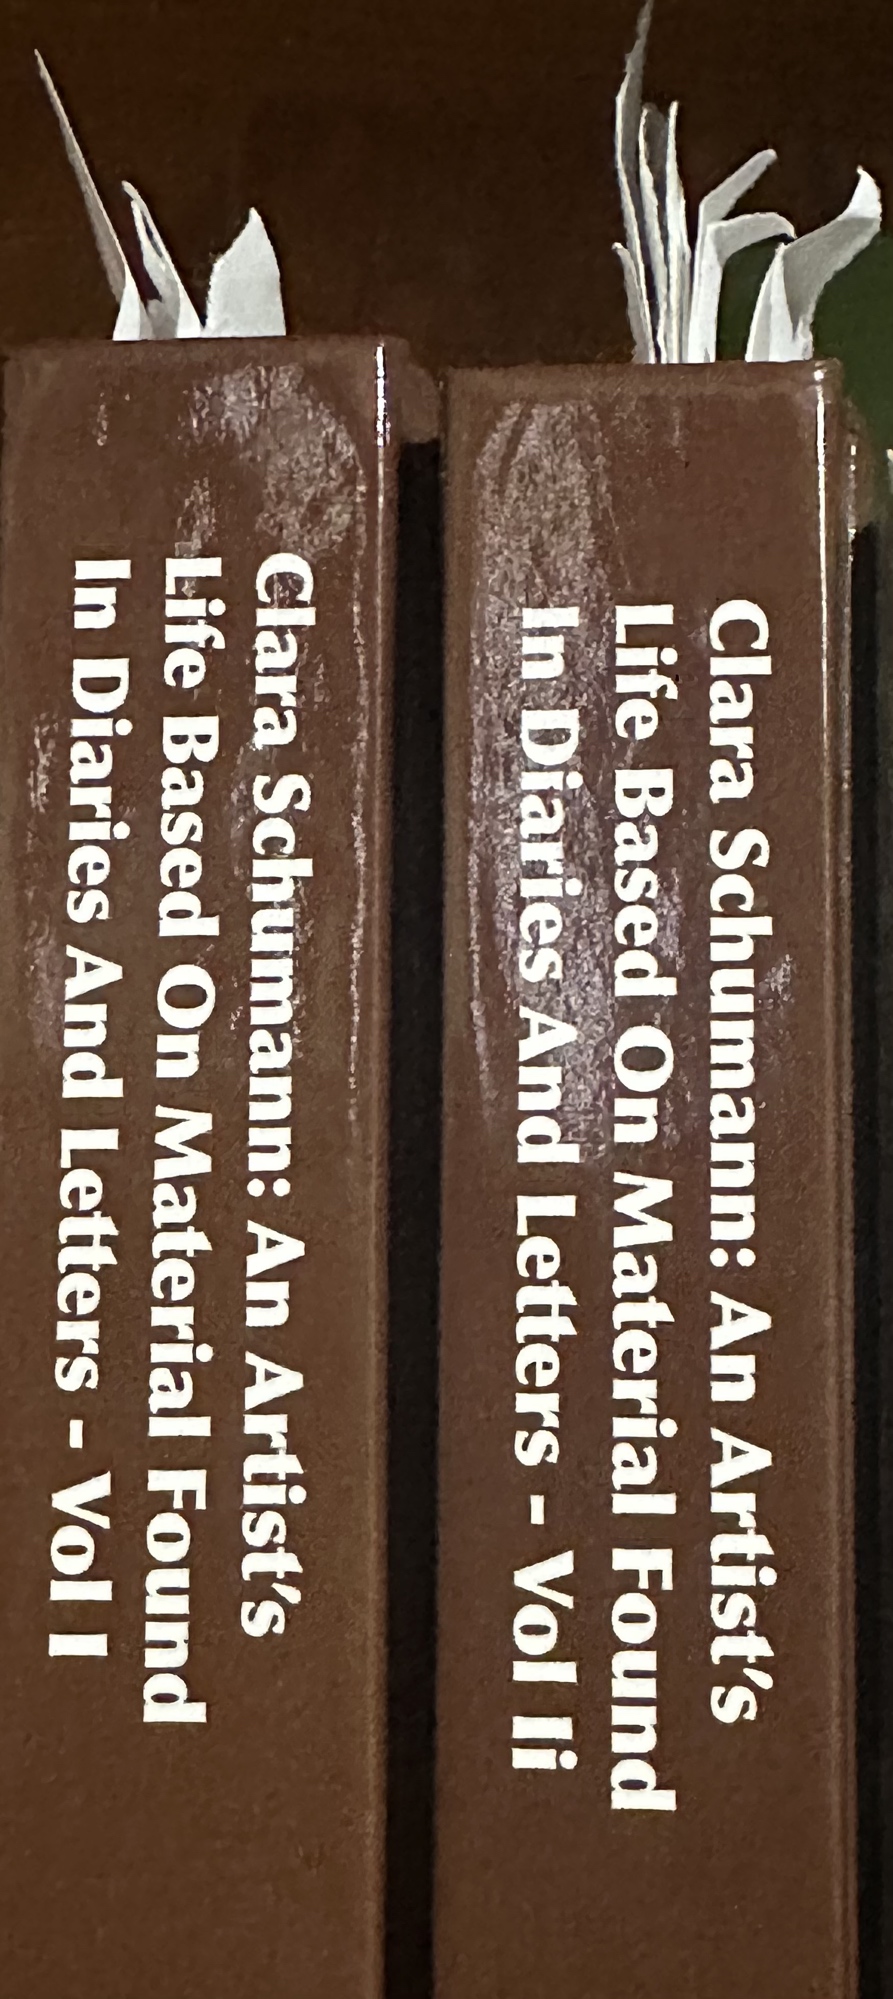 Clara Schumann: An Artist's
Life Based On Material Found
In Diaries And Letters - Vol I
Clara Schumann: An Artist's
Life Based On Material Found
In Diaries And Letters - Vol Ii